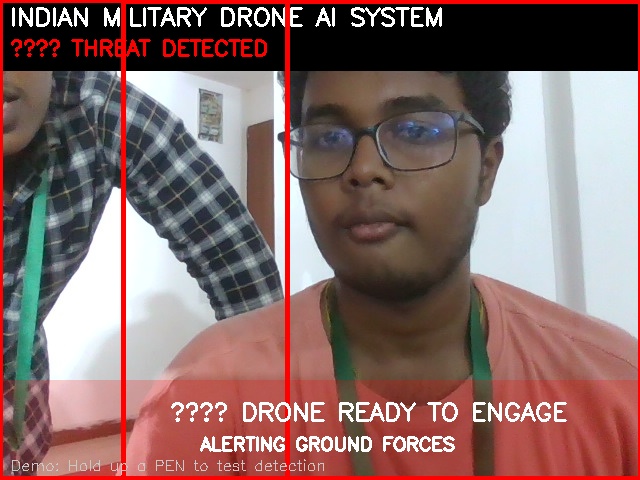 INDIAN MILITARY DRONE AI SYSTEM
???? THREAT DETECTED
???? DRONE READY TO ENGAGE
ALERTING GROUND FORCES
Demo: Hold up a PEN to test detection